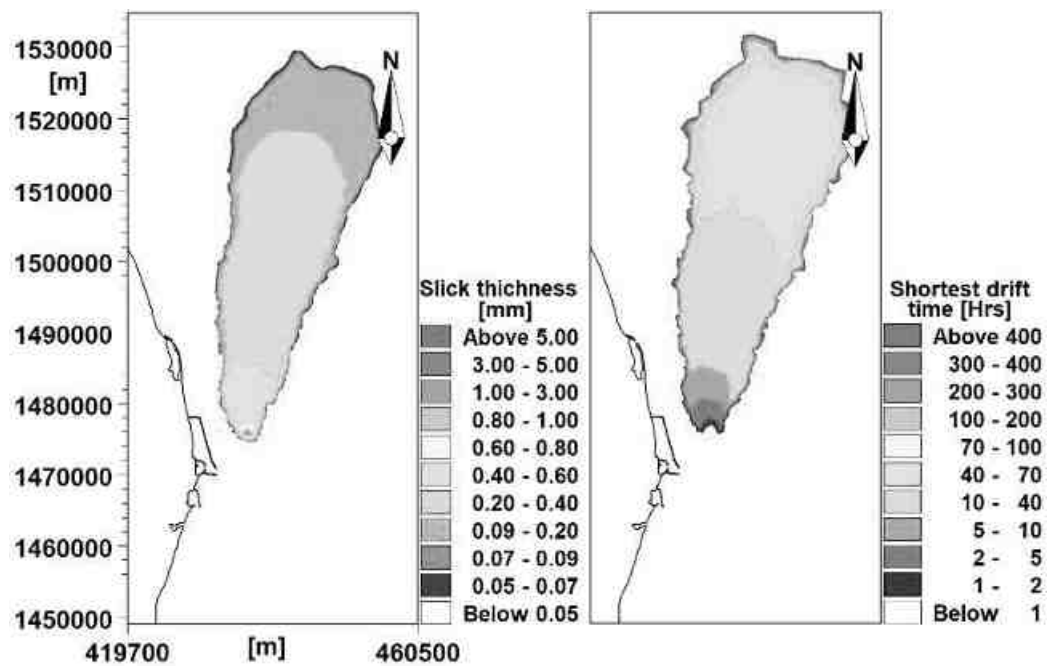 1530000
[m]
1520000
1510000
1500000
1490000
1480000
1470000
1460000
1450000
419700
[m]
460500
N
Slick thichness
[mm]
Above 5.00
3.00 - 5.00
1.00 - 3.00
0.80 - 1.00
0.60 - 0.80
0.40 - 0.60
0.20 - 0.40
0.09 - 0.20
0.07 - 0.09
0.05 - 0.07
Below 0.05
N
Shortest drift
time [Hrs]
Above 400
300 - 400
200 - 300
100 - 200
70 - 100
40 - 70
10 - 40
5 - 10
2 - 5
1 - 2
Below 1